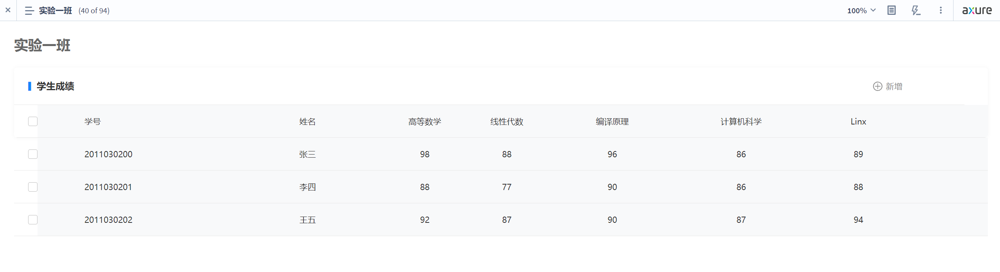 实验一班 (40 of 94) 100% axure
实验一班
学生成绩 新增
学号 姓名 高等数学 线性代数 编译原理 计算机科学 Linx
2011030200 张三 98 88 96 86 89
2011030201 李四 88 77 90 86 88
2011030202 王五 92 87 90 87 94